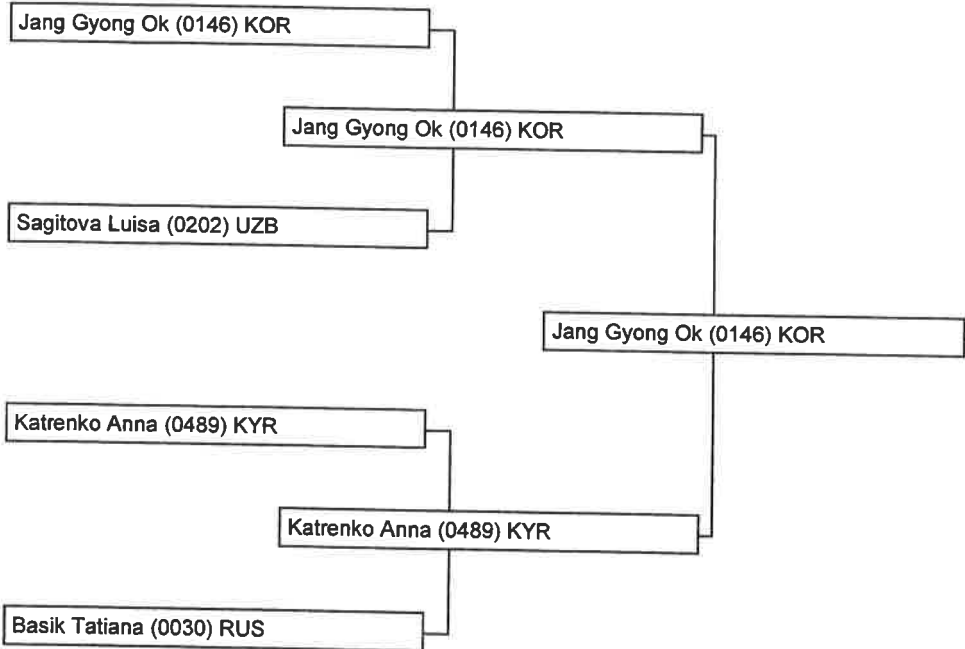 Jang Gyong Ok (0146) KOR
Jang Gyong Ok (0146) KOR
Sagitova Luisa (0202) UZB
Jang Gyong Ok (0146) KOR
Katrenko Anna (0489) KYR
Katrenko Anna (0489) KYR
Basik Tatiana (0030) RUS